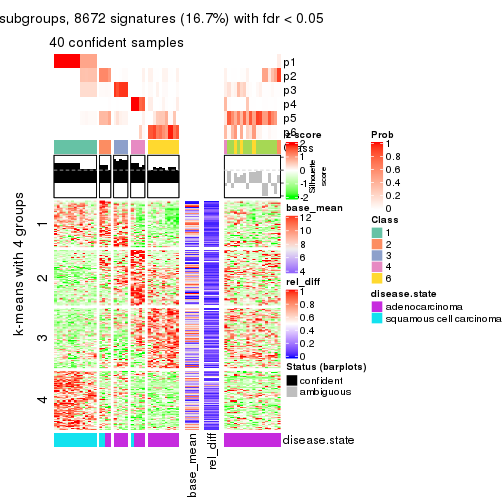 subgroups, 8672 signatures (16.7%) with fdr < 0.05
40 confident samples
p1
p2
p3
p4
p5
p6
Class
Silhouette
score
k-means with 4 groups
1
2
3
4
base_mean
rel_diff
disease.state
z-score
2
1
0
-1
-2
base_mean
12
10
8
6
4
rel_diff
1
0.8
0.6
0.4
0.2
0
Status (barplots)
confident
ambiguous
Prob
1
0.8
0.6
0.4
0.2
0
Class
1
2
3
4
6
disease.state
adenocarcinoma
squamous cell carcinoma